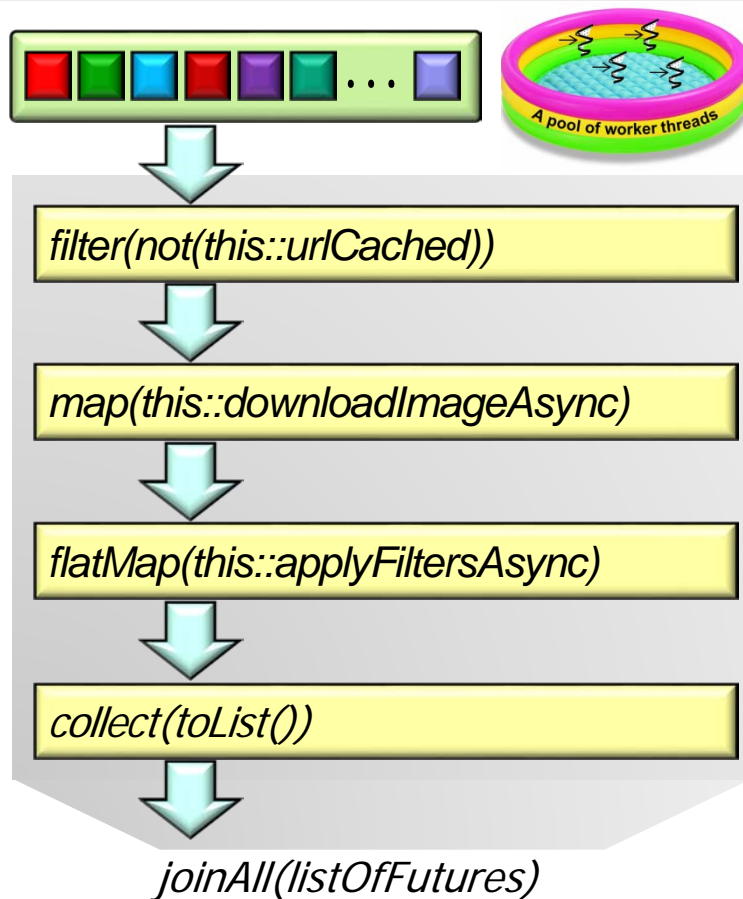 . . .
A pool of worker threads
filter(not(this::urlCached))
map(this::downloadImageAsync)
flatMap(this::applyFiltersAsync)
collect(toList())
joinAll(listOfFutures)